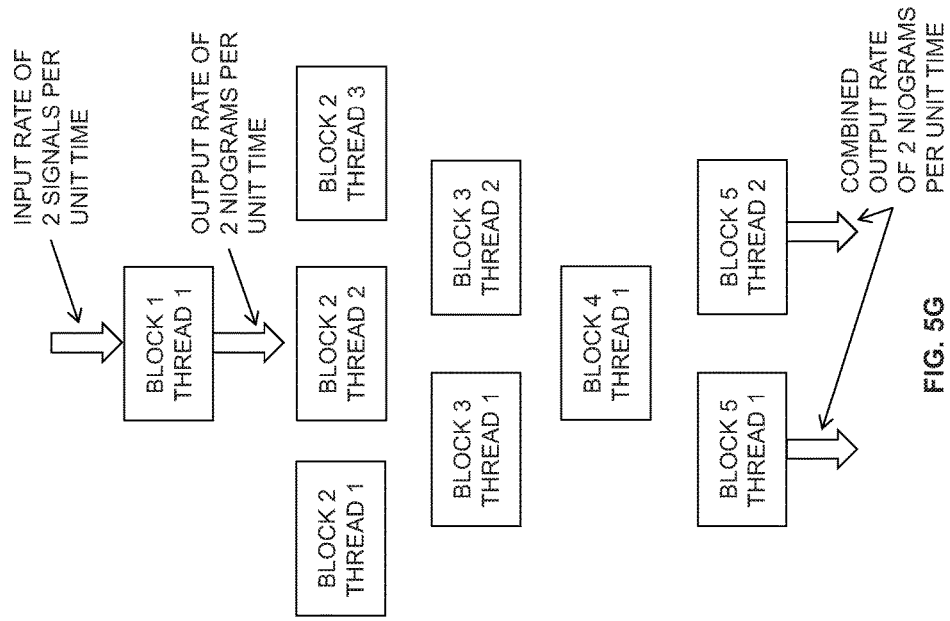 INPUT RATE OF
2 SIGNALS PER
UNIT TIME
BLOCK 1
THREAD 1
OUTPUT RATE OF
2 NIOGRAMS PER
UNIT TIME
BLOCK 2
THREAD 1
BLOCK 2
THREAD 2
BLOCK 2
THREAD 3
BLOCK 3
THREAD 1
BLOCK 3
THREAD 2
BLOCK 4
THREAD 1
BLOCK 5
THREAD 1
BLOCK 5
THREAD 2
COMBINED
OUTPUT RATE
OF 2 NIOGRAMS
PER UNIT TIME
FIG. 5G